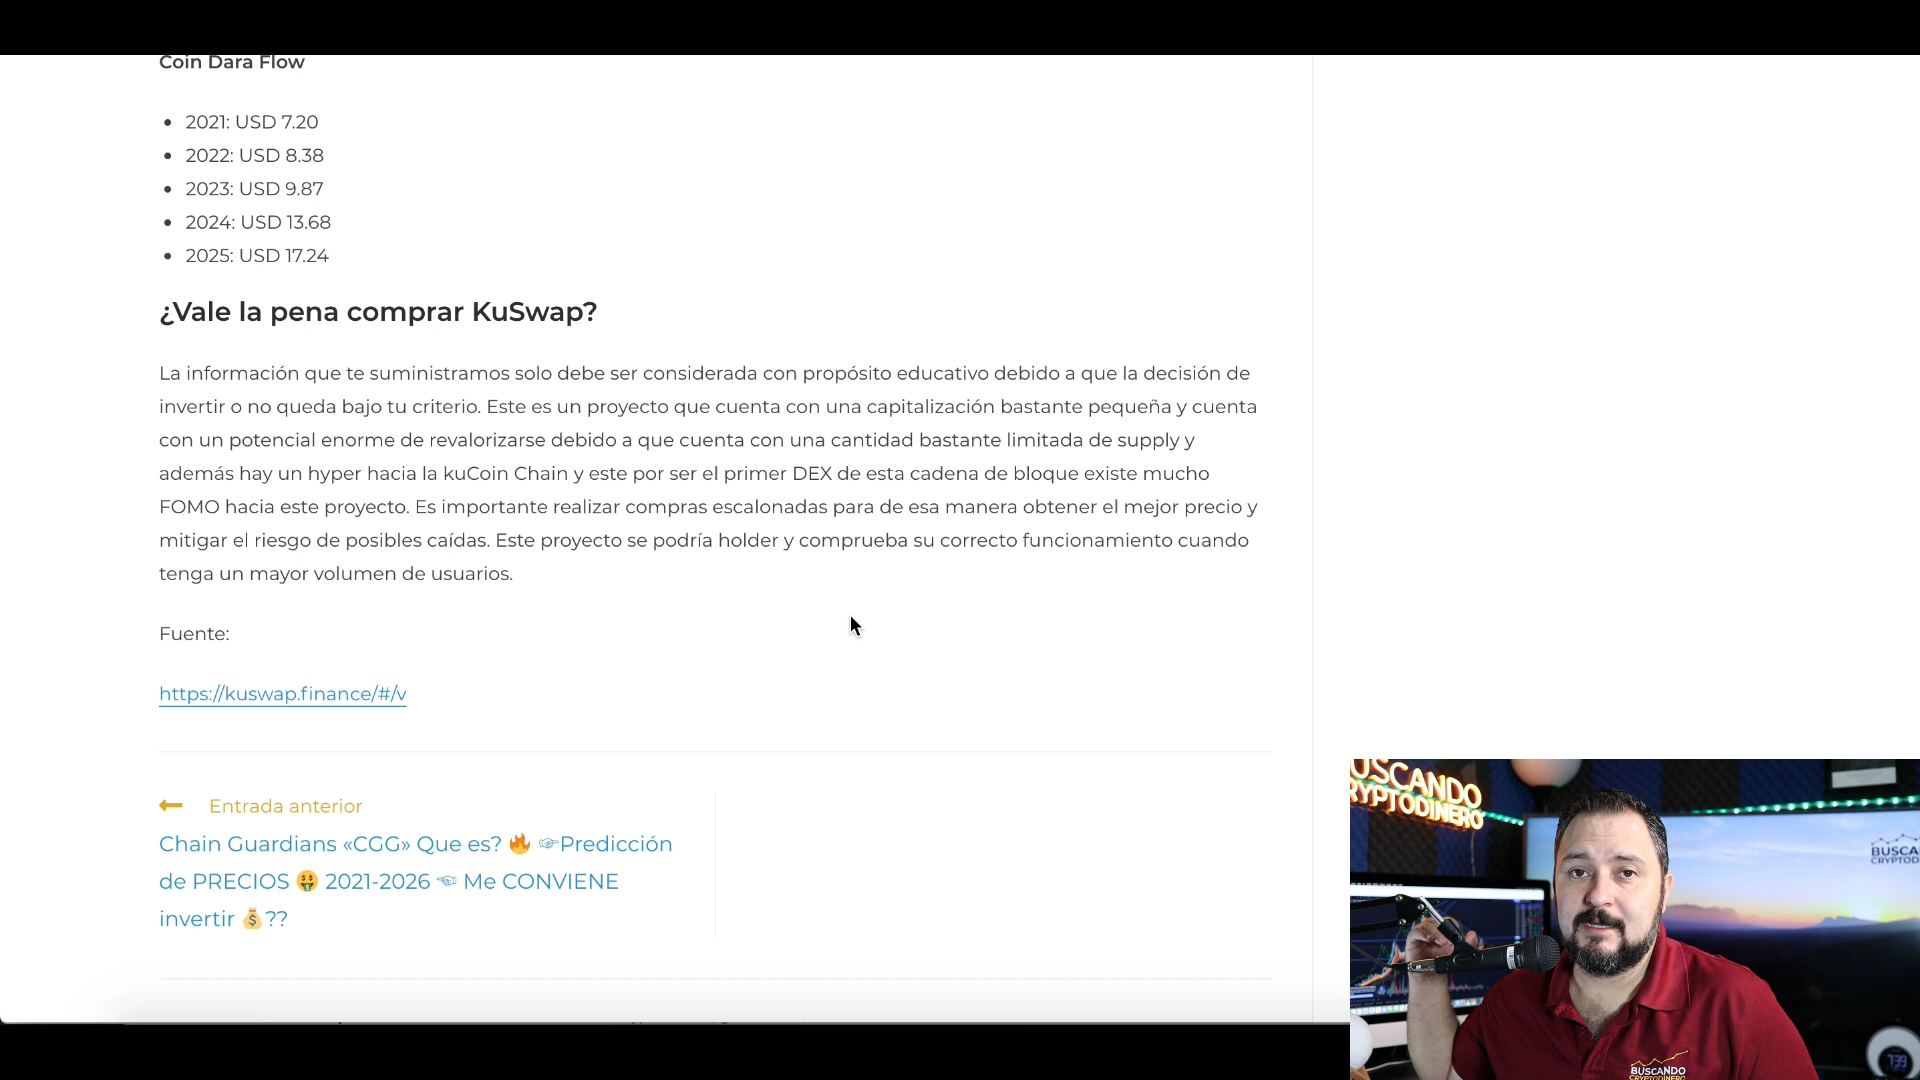 Coin Dara Flow
2021: USD 7.20
2022: USD 8.38
2023: USD 9.87
2024: USD 13.68
2025: USD 17.24
¿Vale la pena comprar KuSwap?
La información que te suministramos solo debe ser considerada con propósito educativo debido a que la decisión de
invertir o no queda bajo tu criterio. Este es un proyecto que cuenta con una capitalización bastante pequeña y cuenta
con un potencial enorme de revalorizarse debido a que cuenta con una cantidad bastante limitada de supply y
además hay un hyper hacia la kuCoin Chain y este por ser el primer DEX de esta cadena de bloque existe mucho
FOMO hacia este proyecto. Es importante realizar compras escalonadas para de esa manera obtener el mejor precio y
mitigar el riesgo de posibles caídas. Este proyecto se podría holder y comprueba su correcto funcionamiento cuando
tenga un mayor volumen de usuarios.
Fuente:
https://kuswap.finance/#/v
Entrada anterior
Chain Guardians «CGG» Que es? 🔥 👉Predicción
de PRECIOS 🤑 2021-2026 👈 Me CONVIENE
invertir 💰??
USCANDO
RYPTODINERO
BUSCA
CRYPTOD
BUSCANDO
CRYPTODINERO
739